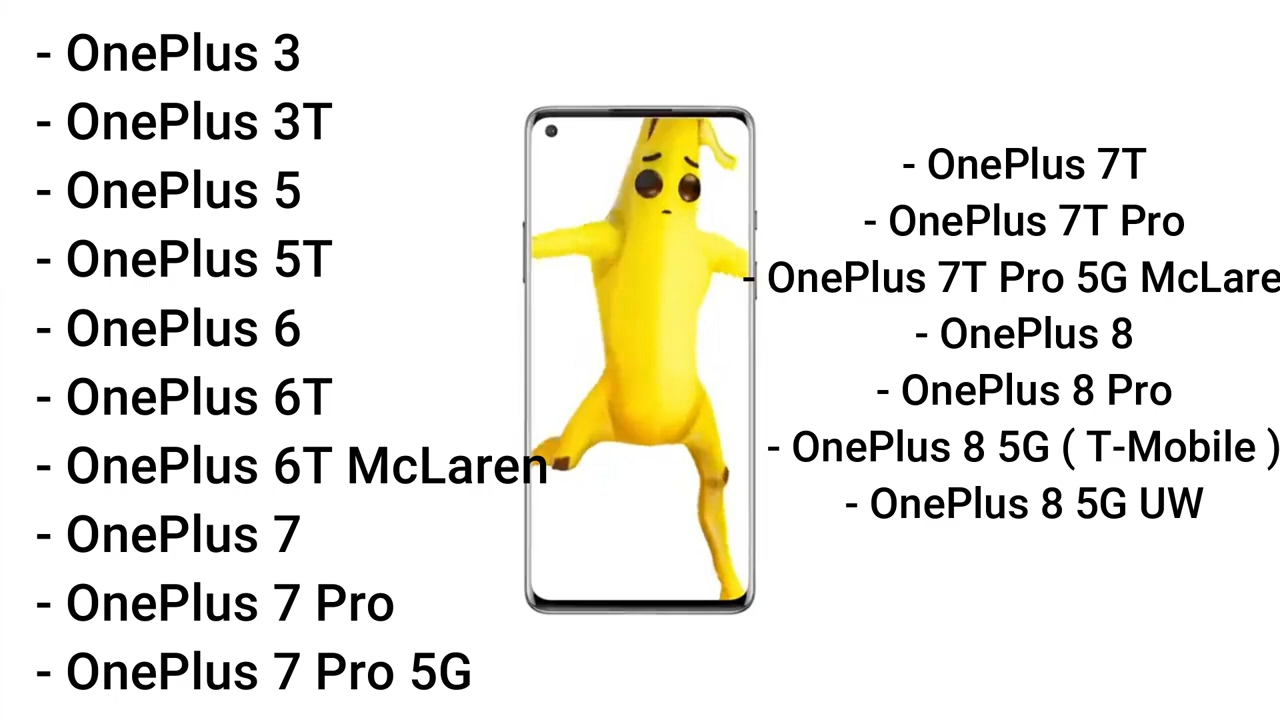 - OnePlus 3
- OnePlus 3T
- OnePlus 5
- OnePlus 5T
- OnePlus 6
- OnePlus 6T
- OnePlus 6T McLaren
- OnePlus 7
- OnePlus 7 Pro
- OnePlus 7 Pro 5G
- OnePlus 7T
- OnePlus 7T Pro
- OnePlus 7T Pro 5G McLare
- OnePlus 8
- OnePlus 8 Pro
- OnePlus 8 5G ( T-Mobile )
- OnePlus 8 5G UW